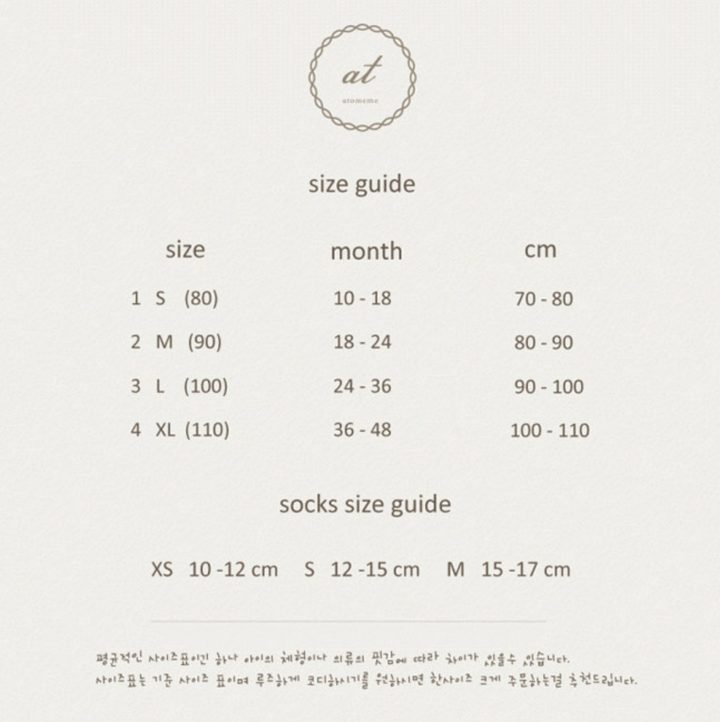 at
atomeme
size guide
size month cm
1 S (80) 10 - 18 70 - 80
2 M (90) 18 - 24 80 - 90
3 L (100) 24 - 36 90 - 100
4 XL (110) 36 - 48 100 - 110
socks size guide
XS 10 -12 cm S 12 -15 cm M 15 -17 cm
평균적인 사이즈표이긴 하나 아이의 체형이나 의류의 핏감에 따라 차이가 있을수 있습니다.
사이즈표는 기준 사이즈 표이며 루즈하게 코디하시기를 원하시면 한사이즈 크게 주문하는걸 추천드립니다.